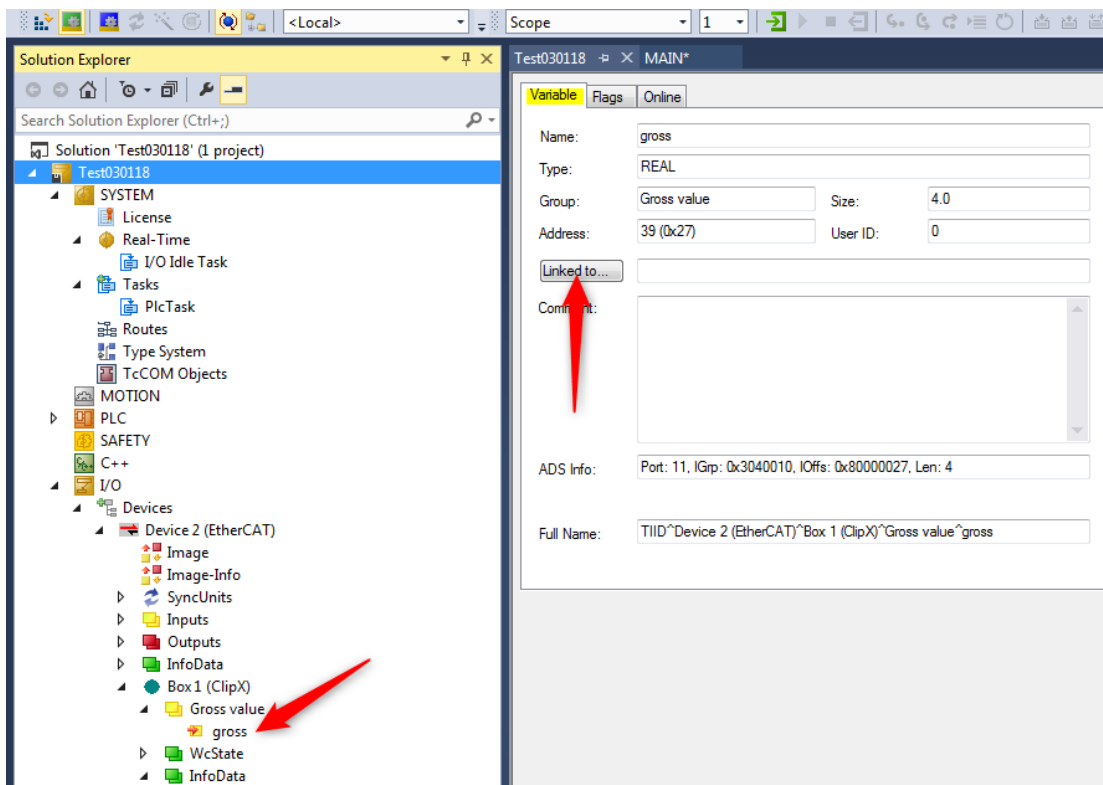 <Local>
Scope
1
Solution Explorer
Search Solution Explorer (Ctrl+;)
Solution 'Test030118' (1 project)
Test030118
SYSTEM
License
Real-Time
I/O Idle Task
Tasks
PlcTask
Routes
Type System
TcCOM Objects
MOTION
PLC
SAFETY
C++
I/O
Devices
Device 2 (EtherCAT)
Image
Image-Info
SyncUnits
Inputs
Outputs
InfoData
Box 1 (ClipX)
Gross value
gross
WcState
InfoData
Test030118 MAIN*
Variable Flags Online
Name: gross
Type: REAL
Group: Gross value Size: 4.0
Address: 39 (0x27) User ID: 0
Linked to...
Comment:
ADS Info: Port: 11, IGrp: 0x3040010, IOffs: 0x80000027, Len: 4
Full Name: TIID^Device 2 (EtherCAT)^Box 1 (ClipX)^Gross value^gross